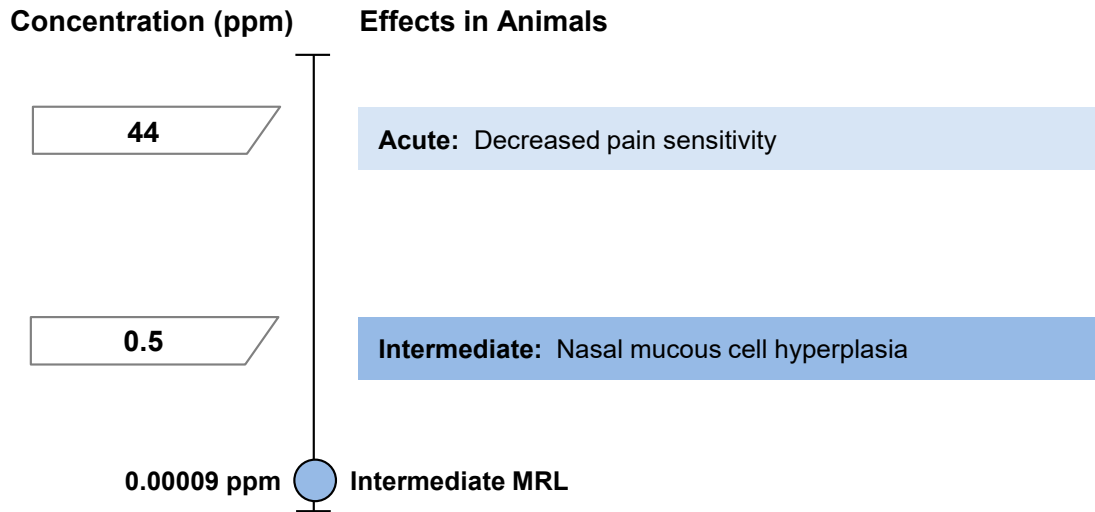 Concentration (ppm) Effects in Animals
44 Acute: Decreased pain sensitivity
0.5 Intermediate: Nasal mucous cell hyperplasia
0.00009 ppm Intermediate MRL